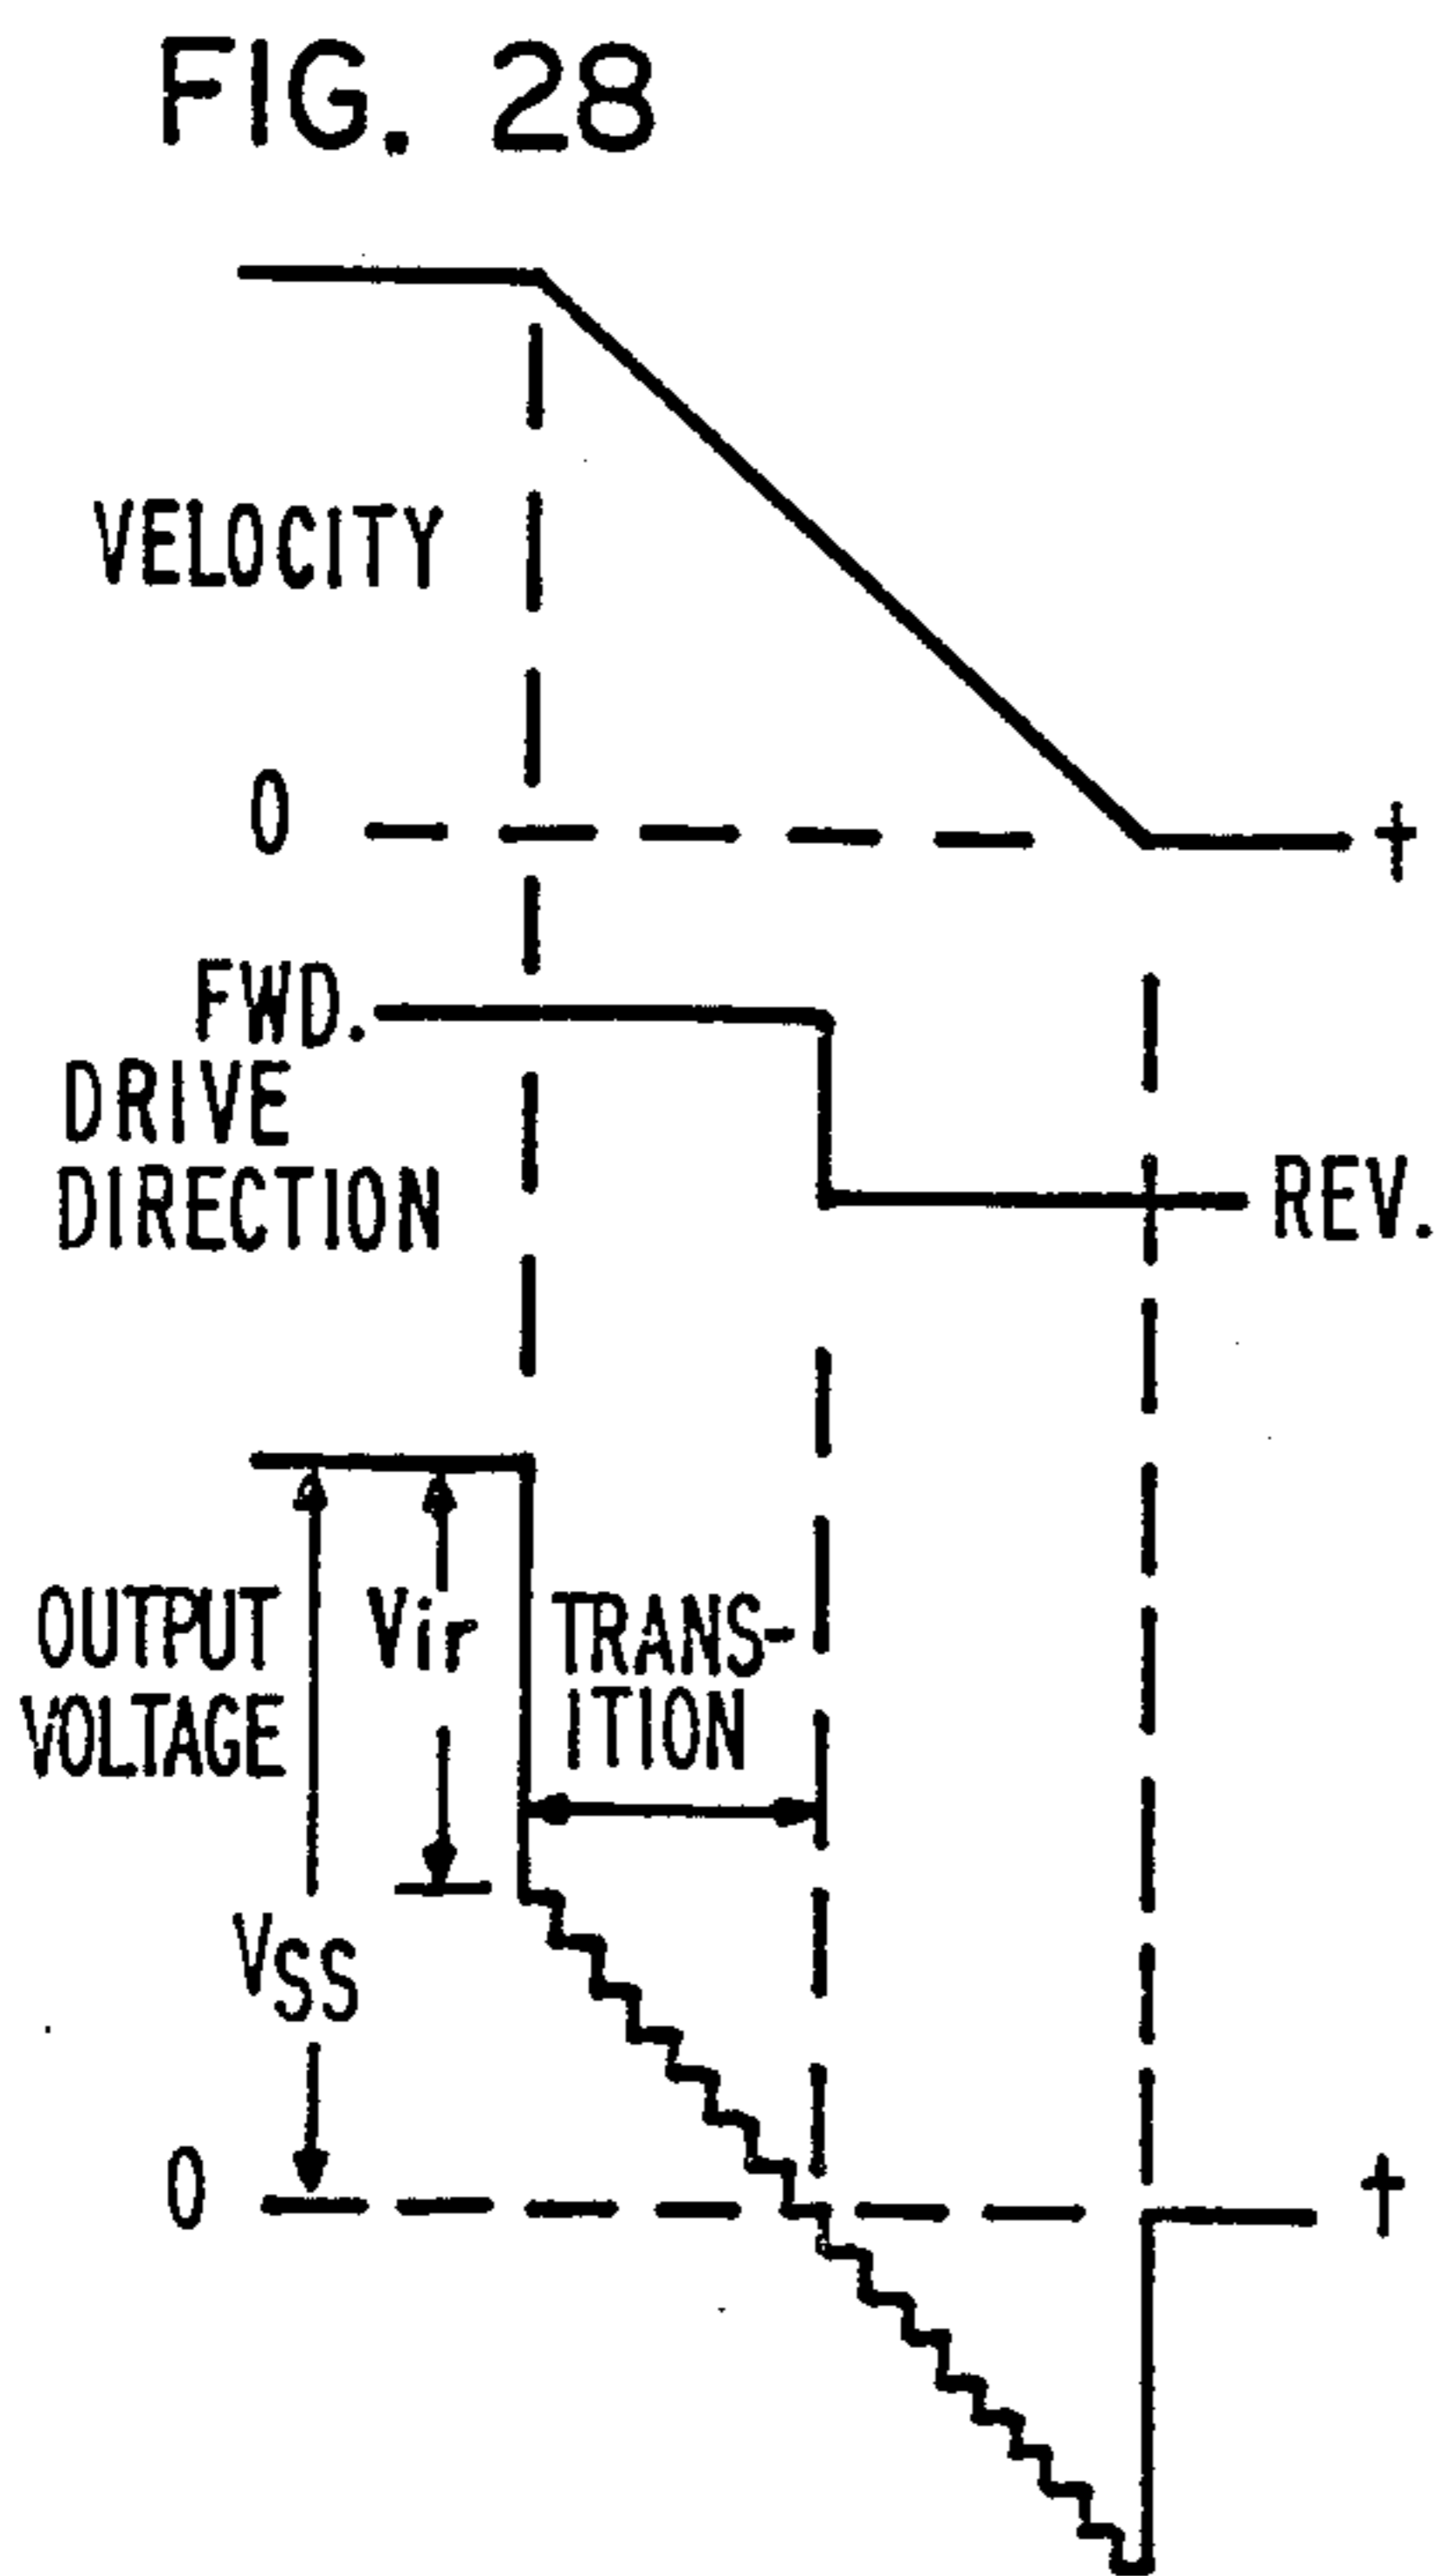 FIG. 28
VELOCITY
0
t
FWD.
DRIVE
DIRECTION
REV.
OUTPUT
VOLTAGE
Vir
TRANS-
ITION
VSS
0
t